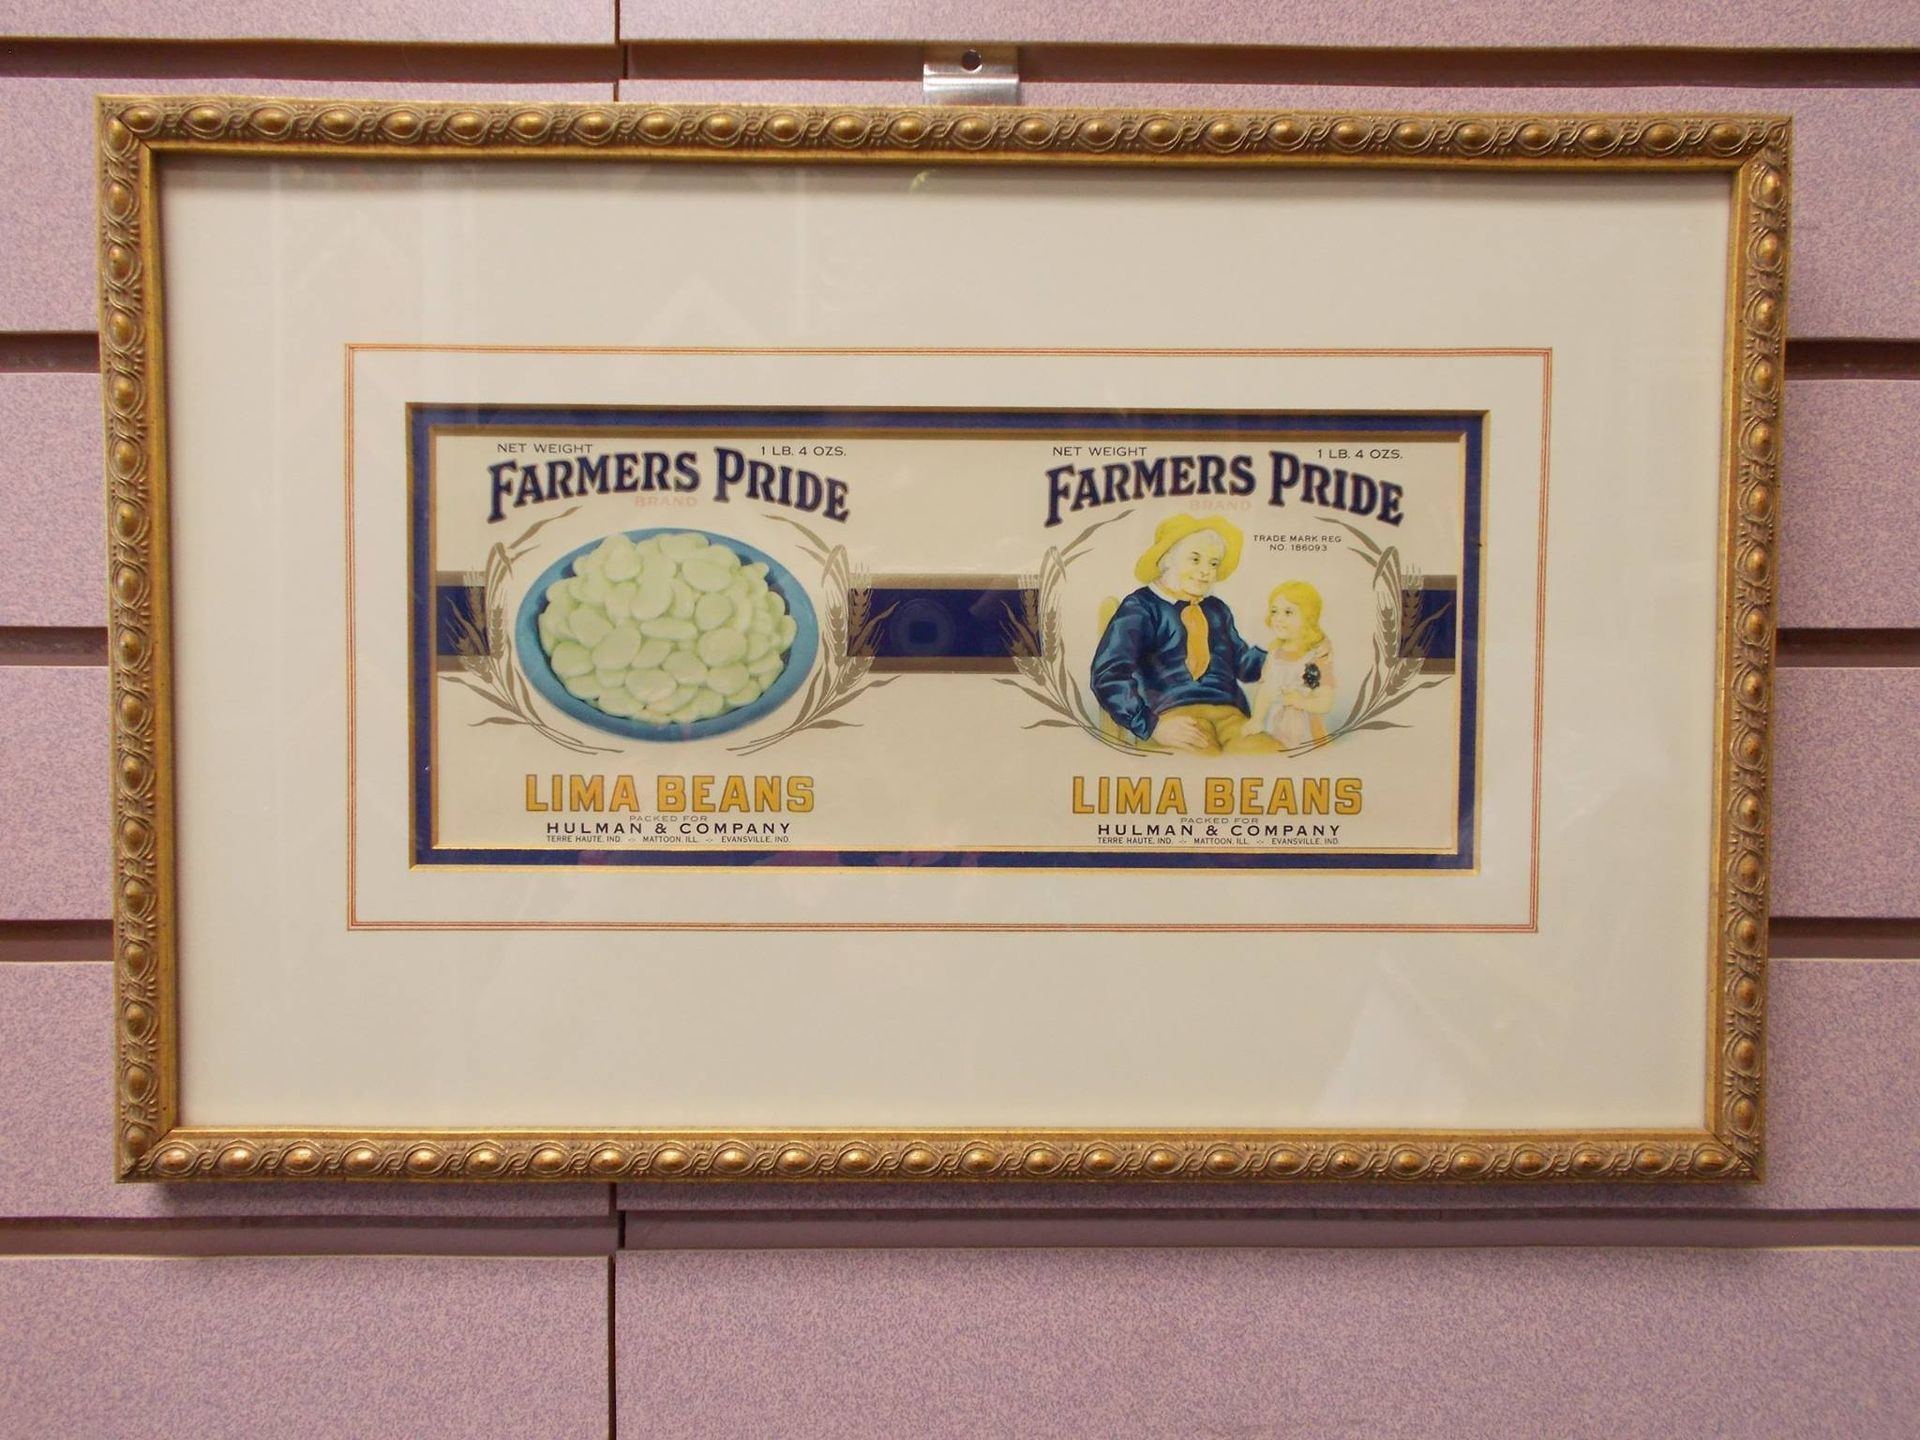 NET WEIGHT 1 LB. 4 OZS.
FARMERS PRIDE
BRAND
LIMA BEANS
PACKED FOR
HULMAN & COMPANY
TERRE HAUTE, IND. -:- MATTOON, ILL. -:- EVANSVILLE, IND.
NET WEIGHT 1 LB. 4 OZS.
FARMERS PRIDE
BRAND
TRADE MARK REG
NO. 186093
LIMA BEANS
PACKED FOR
HULMAN & COMPANY
TERRE HAUTE, IND. -:- MATTOON, ILL. -:- EVANSVILLE, IND.